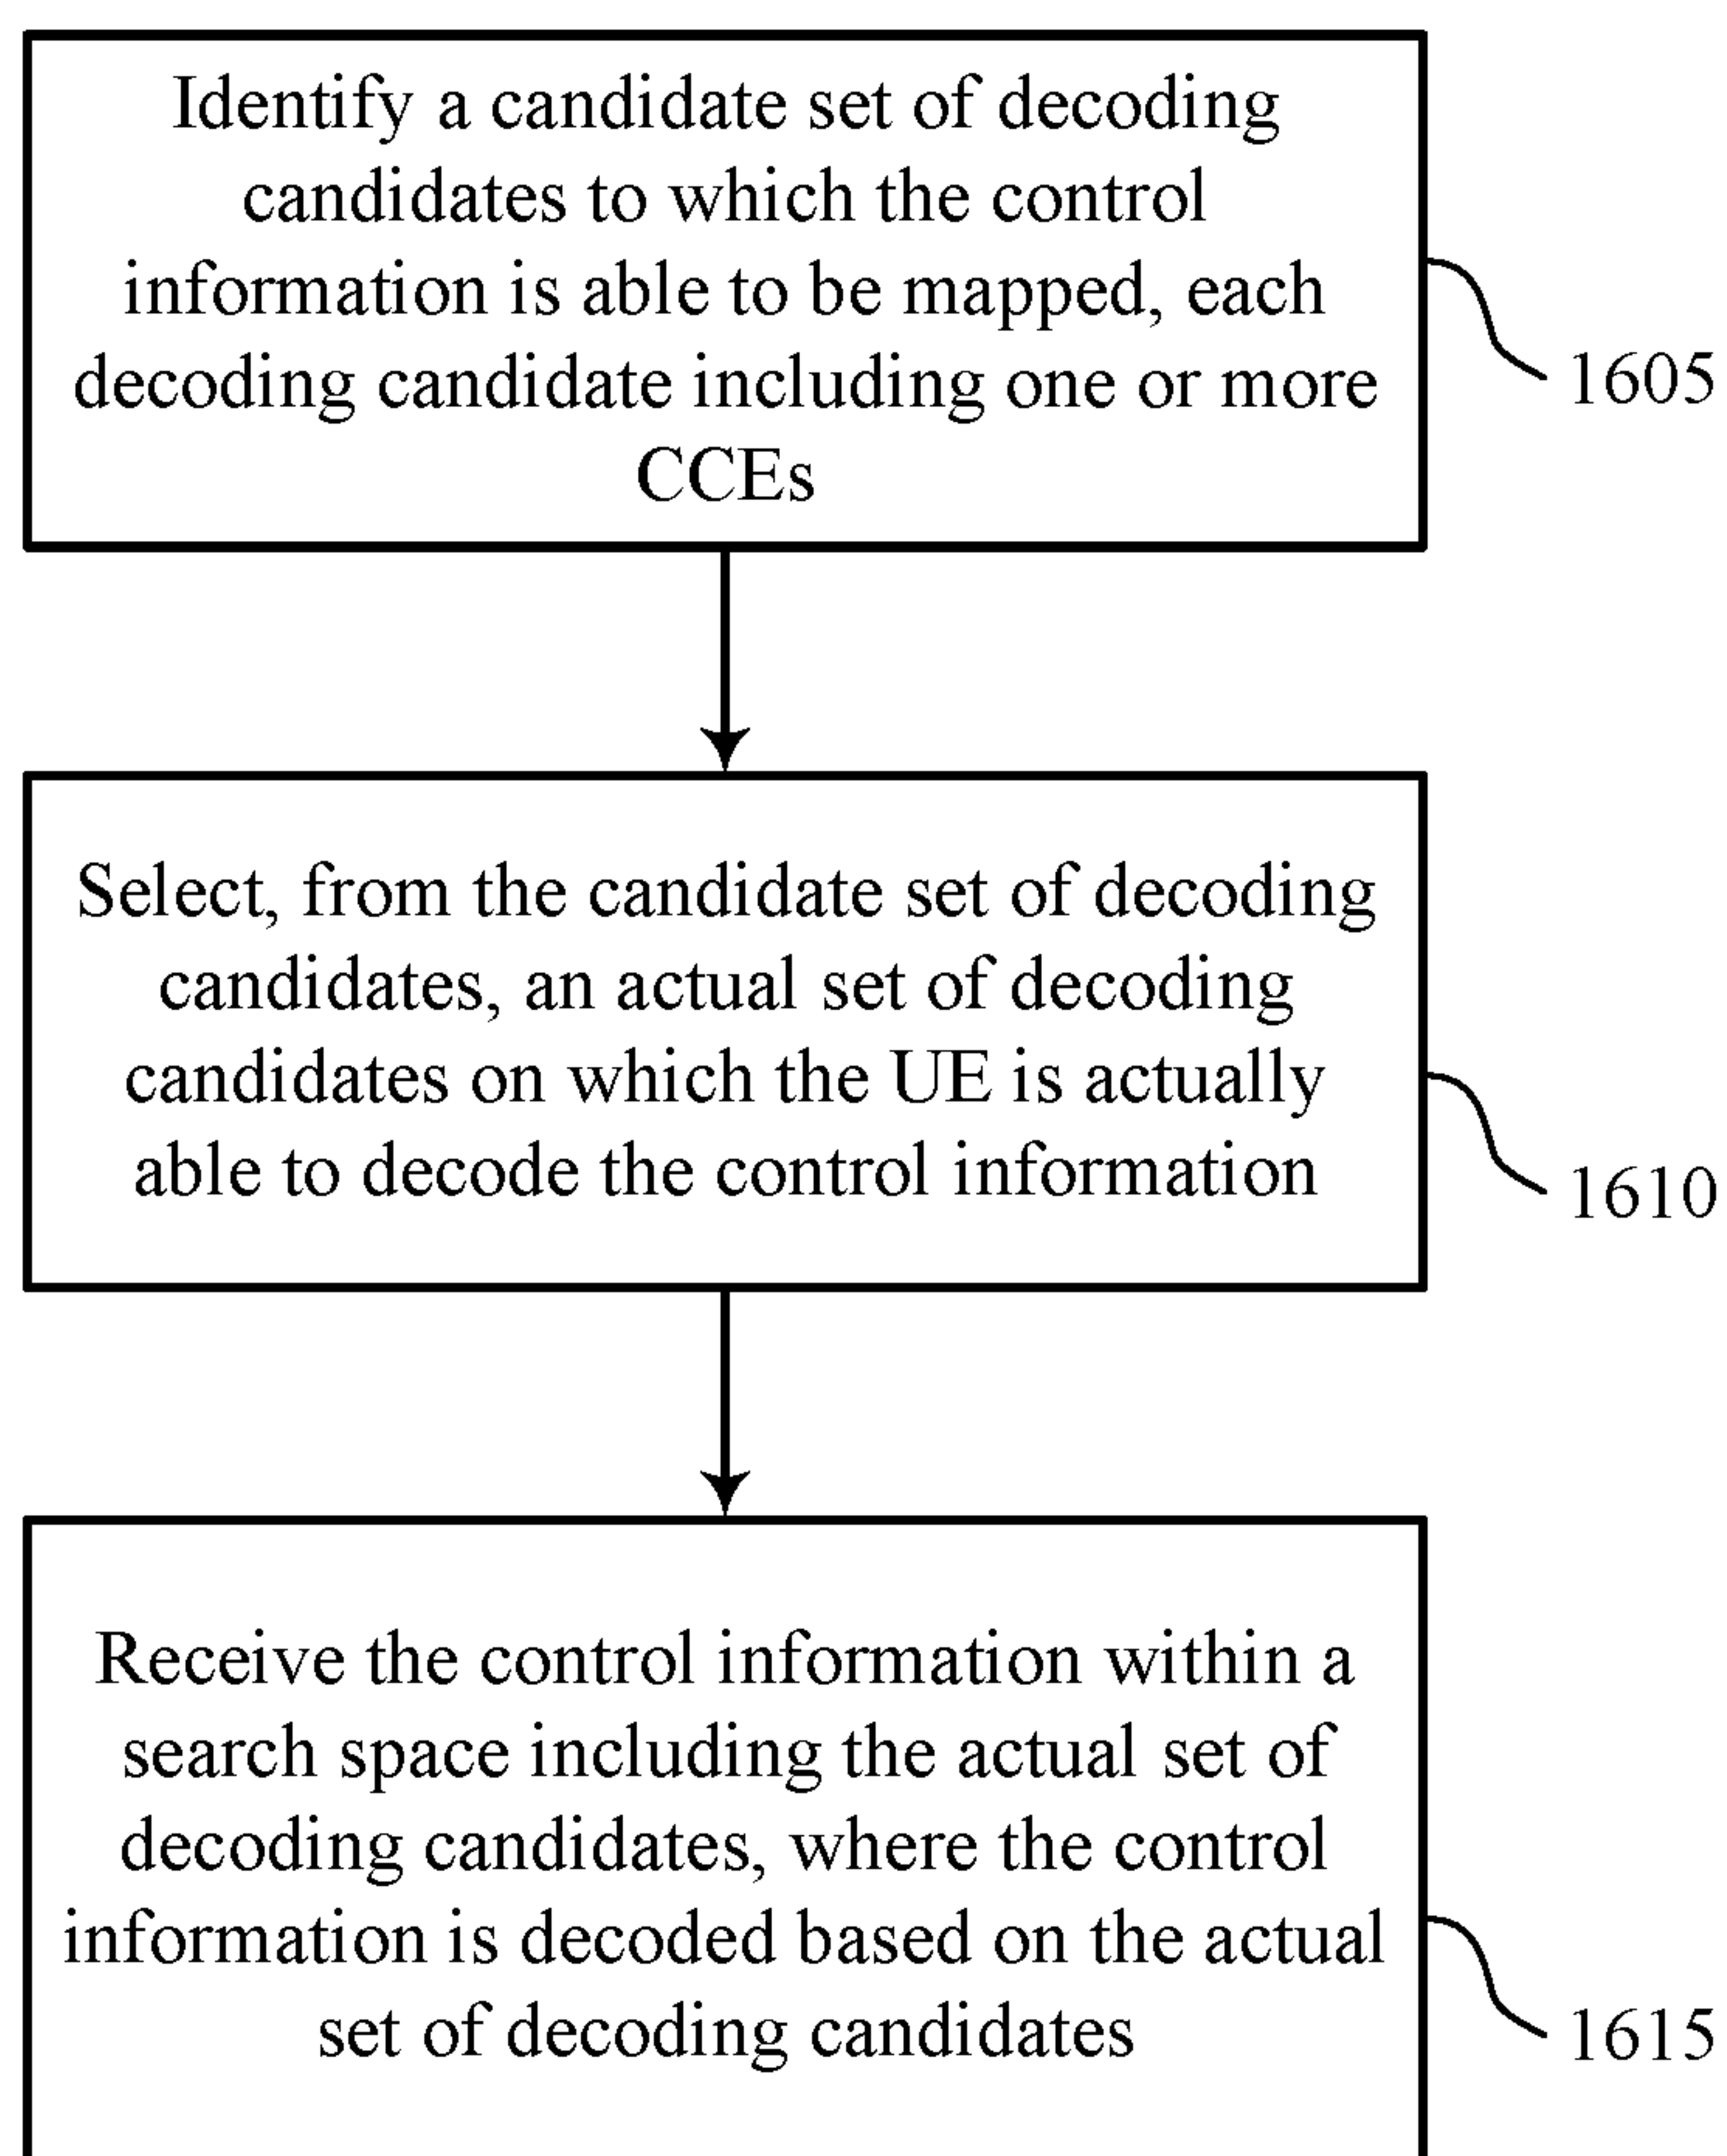 Identify a candidate set of decoding
candidates to which the control
information is able to be mapped, each
decoding candidate including one or more
CCEs
1605
Select, from the candidate set of decoding
candidates, an actual set of decoding
candidates on which the UE is actually
able to decode the control information
1610
Receive the control information within a
search space including the actual set of
decoding candidates, where the control
information is decoded based on the actual
set of decoding candidates
1615